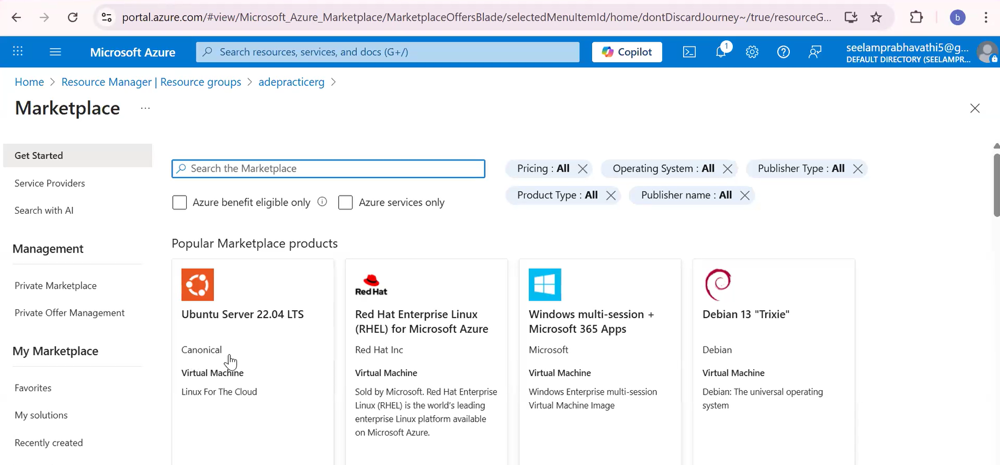 portal.azure.com/#view/Microsoft_Azure_Marketplace/MarketplaceOffersBlade/selectedMenuItemId/home/dontDiscardJourney~/true/resourceG...
b
Microsoft Azure
Search resources, services, and docs (G+/)
Copilot
1
seelamprabhavathi5@g...
DEFAULT DIRECTORY (SEELAMPR...
Home > Resource Manager | Resource groups > adepracticerg >
Marketplace ...
Get Started
Service Providers
Search with AI
Management
Private Marketplace
Private Offer Management
My Marketplace
Favorites
My solutions
Recently created
Search the Marketplace
Pricing : All
Operating System : All
Publisher Type : All
Azure benefit eligible only
Azure services only
Product Type : All
Publisher name : All
Popular Marketplace products
Ubuntu Server 22.04 LTS
Canonical
Virtual Machine
Linux For The Cloud
Red Hat
Red Hat Enterprise Linux
(RHEL) for Microsoft Azure
Red Hat Inc
Virtual Machine
Sold by Microsoft. Red Hat Enterprise
Linux (RHEL) is the world's leading
enterprise Linux platform available
on Microsoft Azure.
Windows multi-session +
Microsoft 365 Apps
Microsoft
Virtual Machine
Windows Enterprise multi-session
Virtual Machine Image
Debian 13 "Trixie"
Debian
Virtual Machine
Debian: The universal operating
system